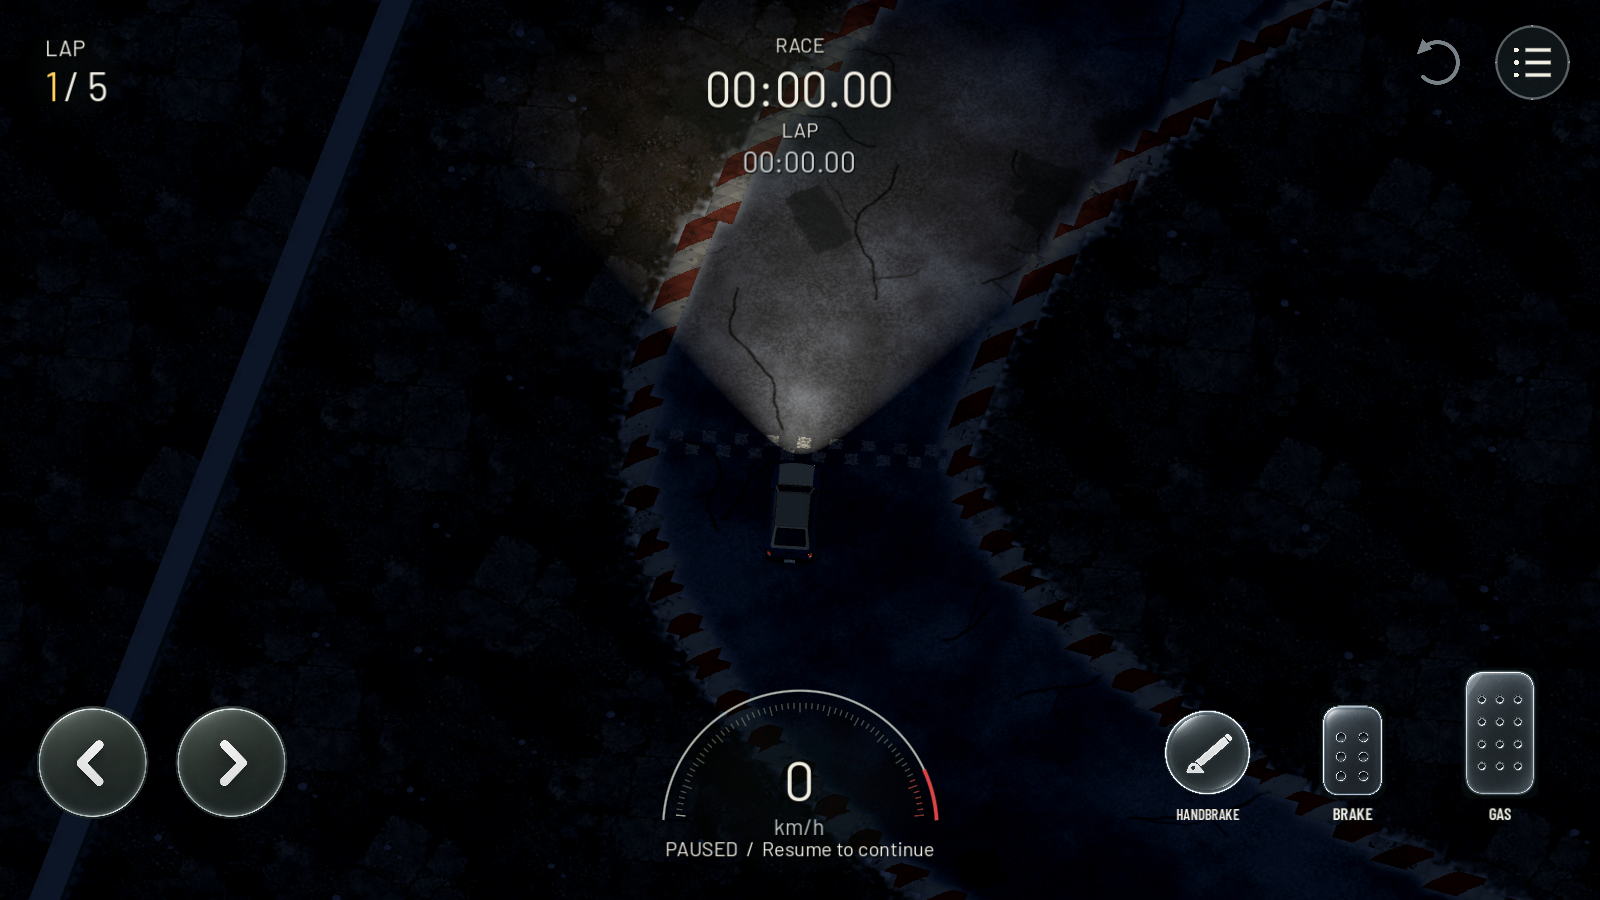 LAP
1/ 5
RACE
00:00.00
LAP
00:00.00
0
km/h
PAUSED / Resume to continue
HANDBRAKE
BRAKE
GAS